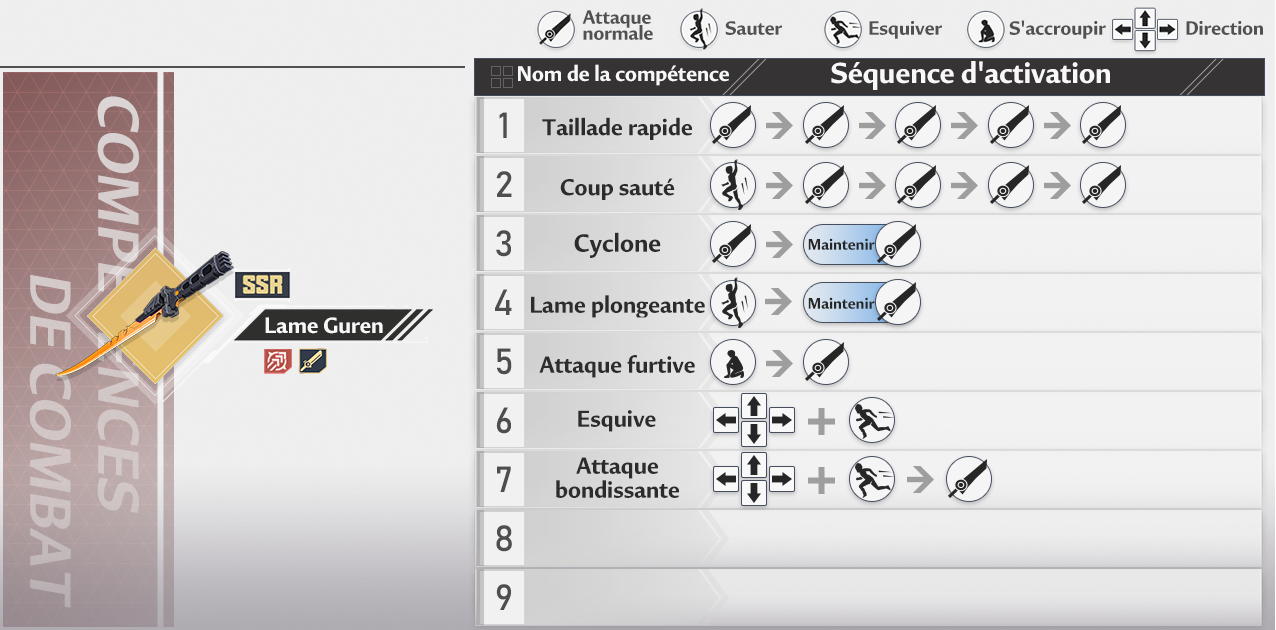 Attaque
normale
Sauter
Esquiver
S'accroupir
Direction
Nom de la compétence
Séquence d'activation
COMPÉTENCES
DE COMBAT
SSR
Lame Guren
1
Taillade rapide
2
Coup sauté
3
Cyclone
Maintenir
4
Lame plongeante
Maintenir
5
Attaque furtive
6
Esquive
7
Attaque
bondissante
8
9